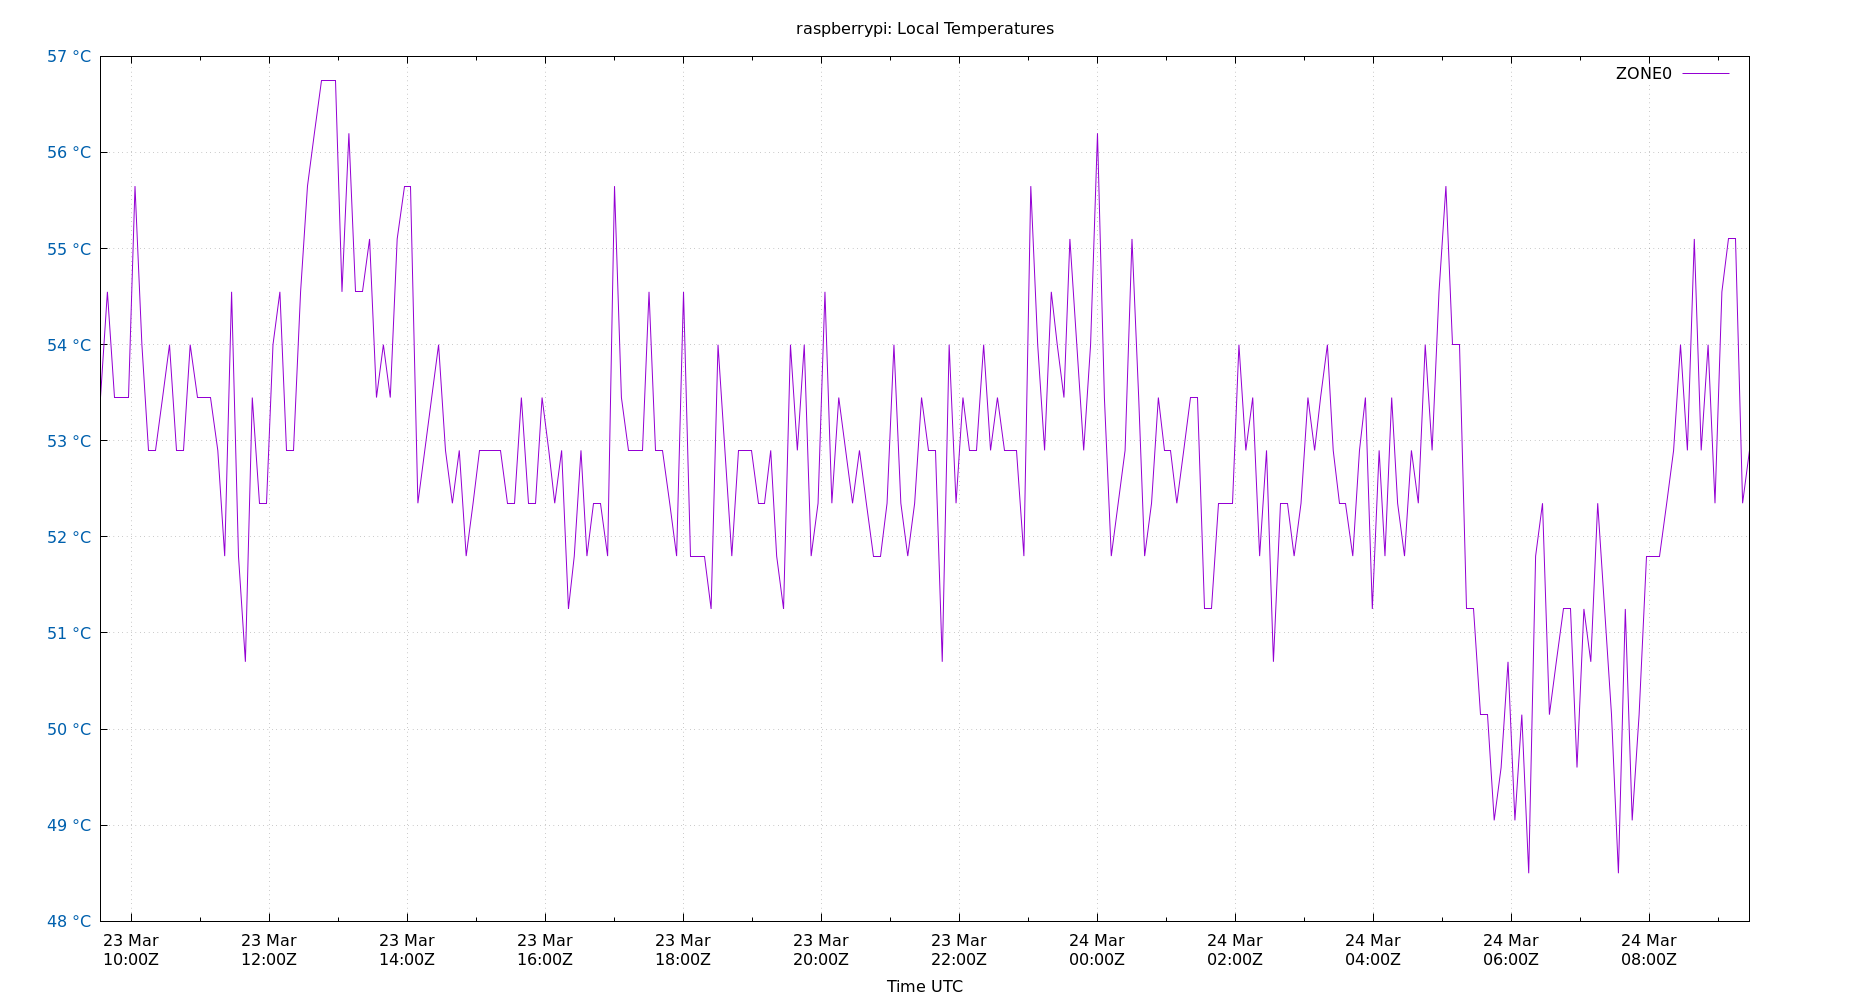 raspberrypi: Local Temperatures
57 °C
ZONE0
56 °C
55 °C
54 °C
53 °C
52 °C
51 °C
50 °C
49 °C
48 °C
23 Mar 23 Mar 23 Mar 23 Mar 23 Mar 23 Mar 23 Mar 24 Mar 24 Mar 24 Mar 24 Mar 24 Mar
10:00Z 12:00Z 14:00Z 16:00Z 18:00Z 20:00Z 22:00Z 00:00Z 02:00Z 04:00Z 06:00Z 08:00Z
Time UTC